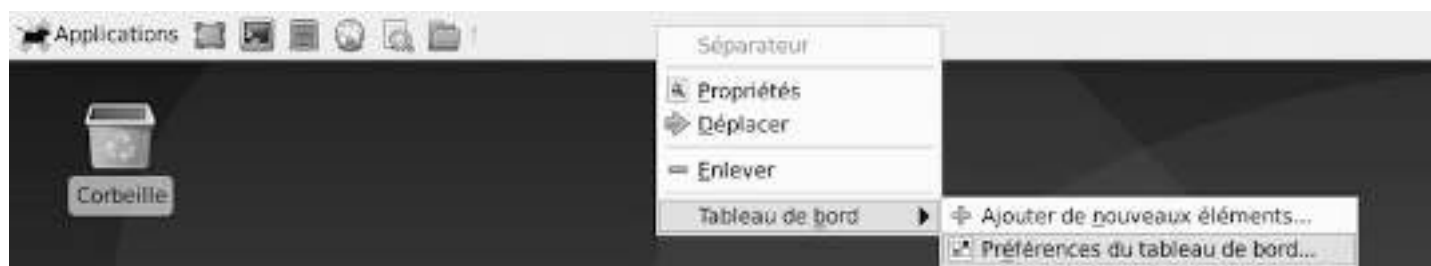 Applications
Séparateur
Propriétés
Déplacer
Enlever
Tableau de bord
Ajouter de nouveaux éléments...
Préférences du tableau de bord...
Corbeille